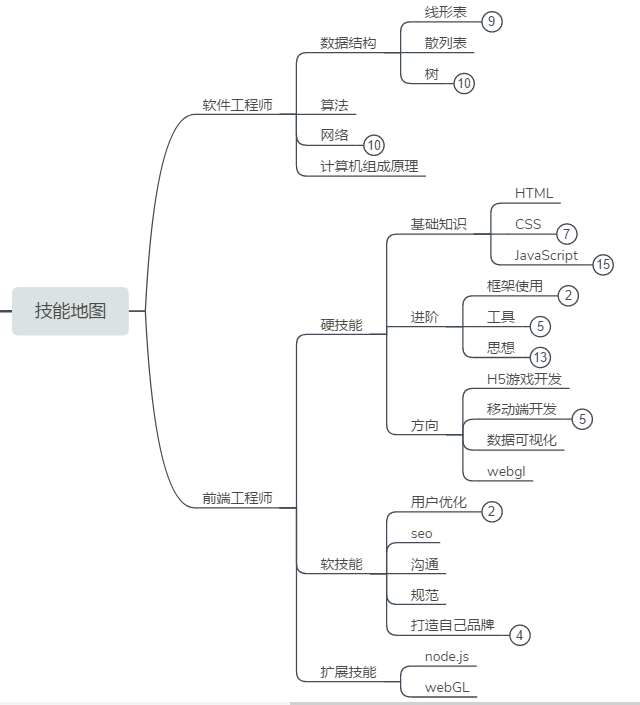 技能地图
软件工程师
数据结构
线形表 9
散列表
树 10
算法
网络 10
计算机组成原理
前端工程师
硬技能
基础知识
HTML
CSS 7
JavaScript 15
进阶
框架使用 2
工具 5
思想 13
方向
H5游戏开发
移动端开发 5
数据可视化
webgl
软技能
用户优化 2
seo
沟通
规范
打造自己品牌 4
扩展技能
node.js
webGL